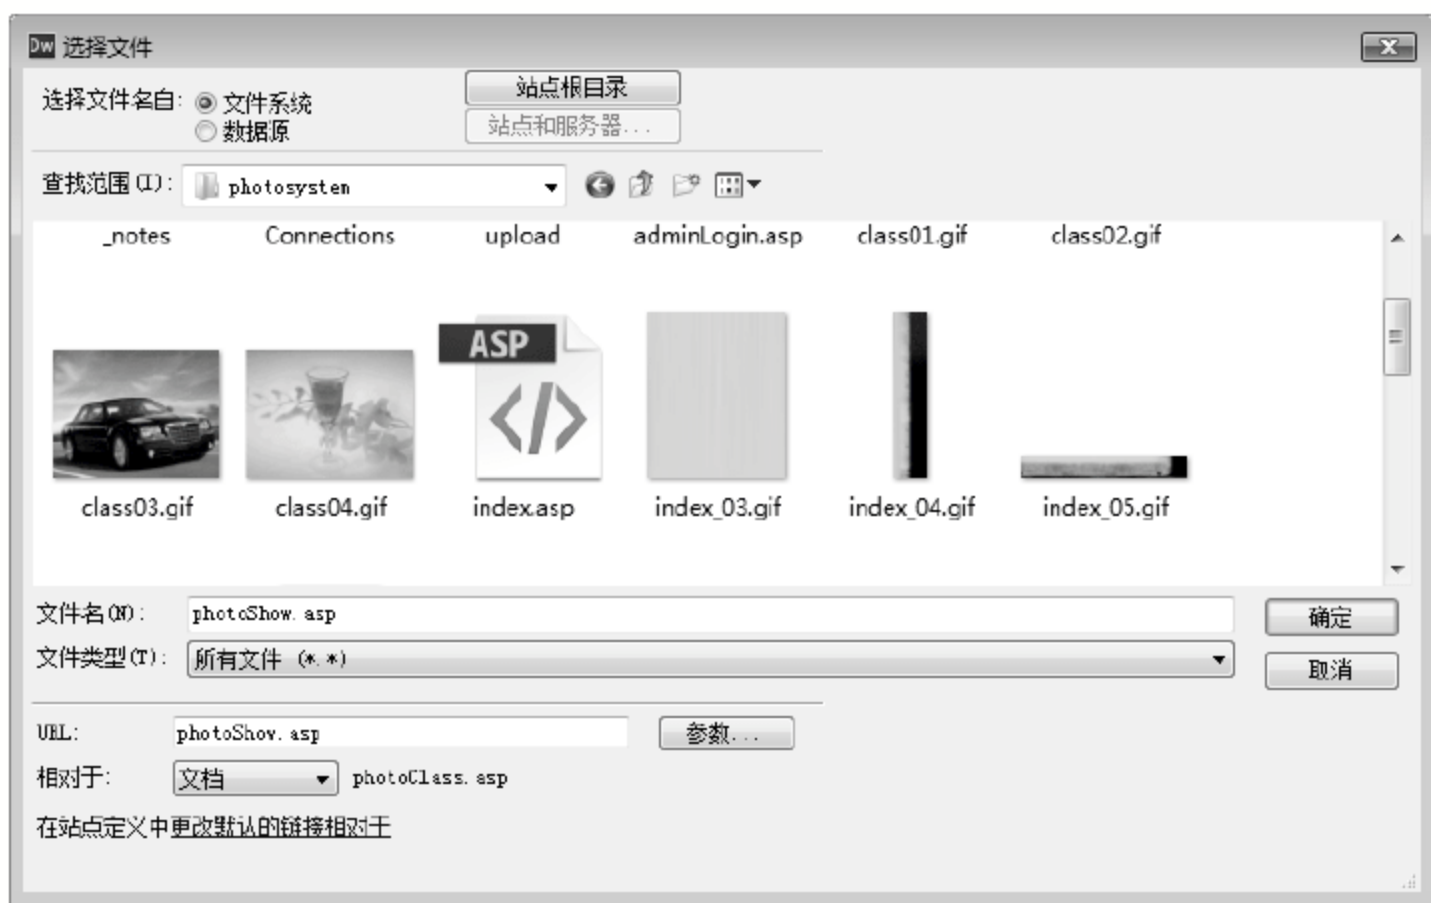 Dw 选择文件
选择文件名自: 文件系统
数据源
站点根目录
站点和服务器...
查找范围(I): photosystem
_notes Connections upload adminLogin.asp class01.gif class02.gif
ASP
class03.gif class04.gif index.asp index_03.gif index_04.gif index_05.gif
文件名(N): photoShow.asp
确定
文件类型(T): 所有文件 (*.*)
取消
URL: photoShow.asp 参数...
相对于: 文档 photoClass.asp
在站点定义中更改默认的链接相对于